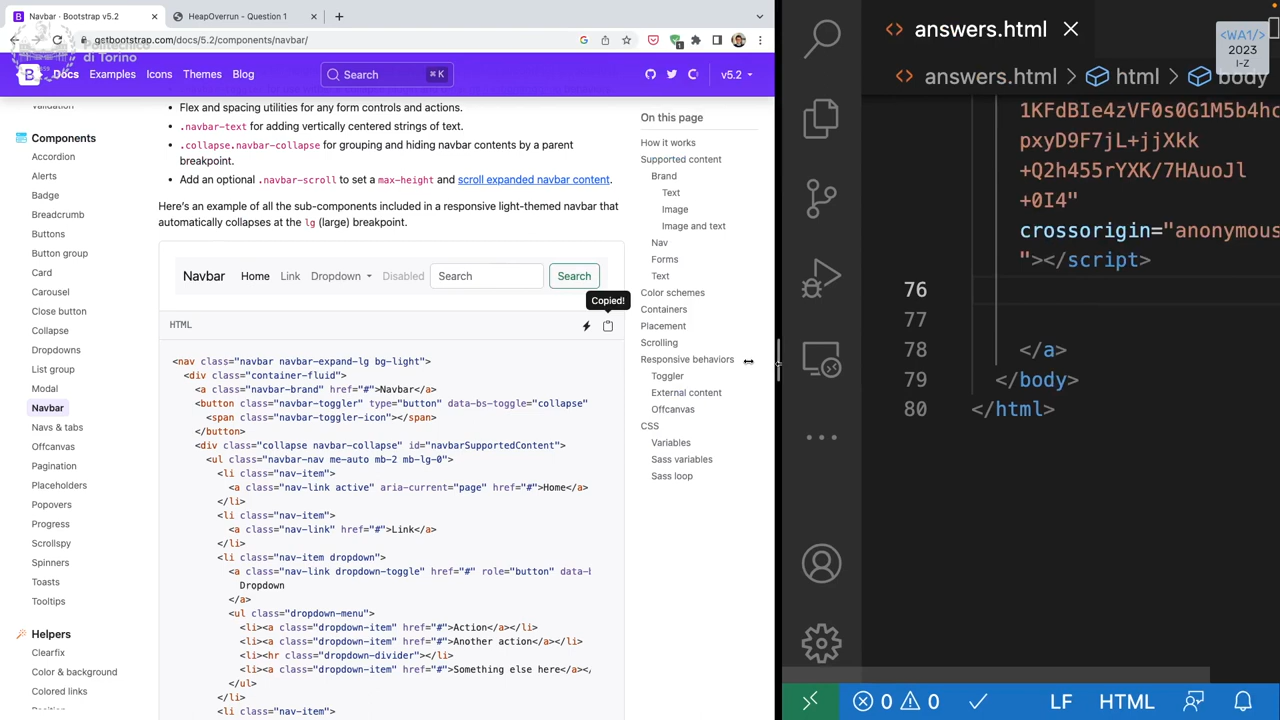 Navbar · Bootstrap v5.2
HeapOverrun - Question 1
getbootstrap.com/docs/5.2/components/navbar/
Politecnico
di Torino
Docs
Examples
Icons
Themes
Blog
Search
⌘ K
v5.2
Validation
Components
Accordion
Alerts
Badge
Breadcrumb
Buttons
Button group
Card
Carousel
Close button
Collapse
Dropdowns
List group
Modal
Navbar
Navs & tabs
Offcanvas
Pagination
Placeholders
Popovers
Progress
Scrollspy
Spinners
Toasts
Tooltips
Helpers
Clearfix
Color & background
Colored links
Flex and spacing utilities for any form controls and actions.
.navbar-text for adding vertically centered strings of text.
.collapse.navbar-collapse for grouping and hiding navbar contents by a parent
breakpoint.
Add an optional .navbar-scroll to set a max-height and scroll expanded navbar content.
Here's an example of all the sub-components included in a responsive light-themed navbar that
automatically collapses at the lg (large) breakpoint.
Navbar Home Link Dropdown Disabled Search Search
Copied!
HTML
<nav class="navbar navbar-expand-lg bg-light">
<div class="container-fluid">
<a class="navbar-brand" href="#">Navbar</a>
<button class="navbar-toggler" type="button" data-bs-toggle="collapse"
<span class="navbar-toggler-icon"></span>
</button>
<div class="collapse navbar-collapse" id="navbarSupportedContent">
<ul class="navbar-nav me-auto mb-2 mb-lg-0">
<li class="nav-item">
<a class="nav-link active" aria-current="page" href="#">Home</a>
</li>
<li class="nav-item">
<a class="nav-link" href="#">Link</a>
</li>
<li class="nav-item dropdown">
<a class="nav-link dropdown-toggle" href="#" role="button" data-b
Dropdown
</a>
<ul class="dropdown-menu">
<li><a class="dropdown-item" href="#">Action</a></li>
<li><a class="dropdown-item" href="#">Another action</a></li>
<li><hr class="dropdown-divider"></li>
<li><a class="dropdown-item" href="#">Something else here</a><
</ul>
</li>
<li class="nav-item">
On this page
How it works
Supported content
Brand
Text
Image
Image and text
Nav
Forms
Text
Color schemes
Containers
Placement
Scrolling
Responsive behaviors
Toggler
External content
Offcanvas
CSS
Variables
Sass variables
Sass loop
answers.html
answers.html > html > body
<WA1/>
2023
I-Z
1KFdBIe4zVF0s0G1M5b4hc
pxyD9F7jL+jjXkk
+Q2h455rYXK/7HAuoJl
+0I4"
crossorigin="anonymous
"></script>
76
77
78 </a>
79 </body>
80 </html>
0 0 LF HTML